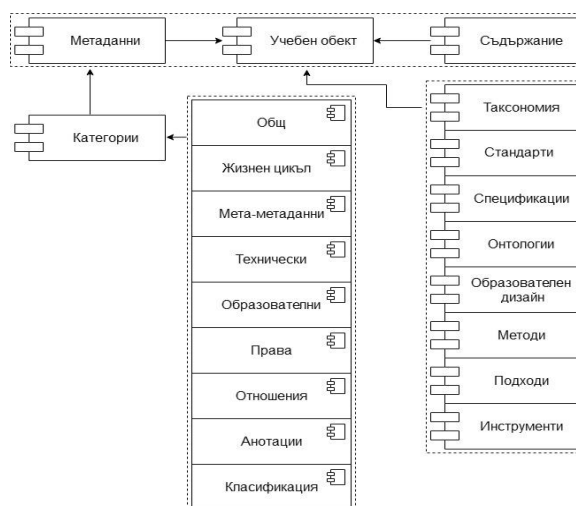 Метаданни
Учебен обект
Съдържание
Категории
Общ
Жизнен цикъл
Мета-метаданни
Технически
Образователни
Права
Отношения
Анотации
Класификация
Таксономия
Стандарти
Спецификации
Онтологии
Образователен
дизайн
Методи
Подходи
Инструменти